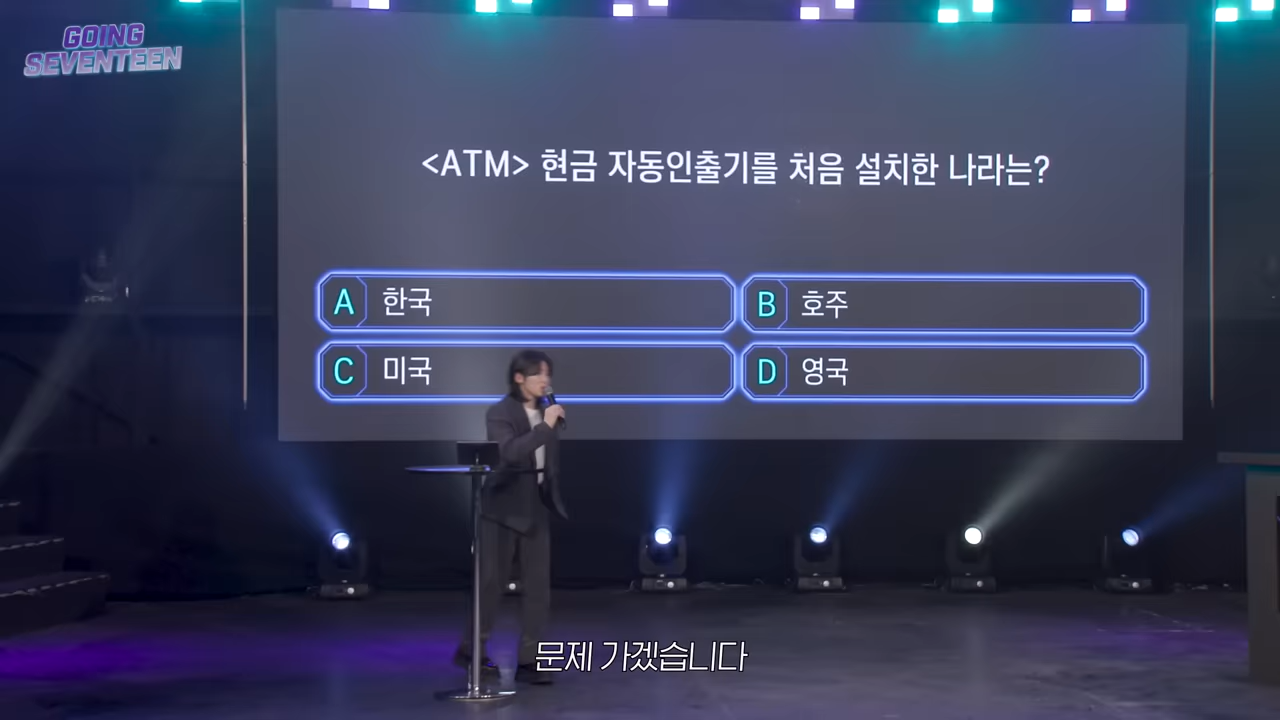 GOING
SEVENTEEN
<ATM> 현금 자동인출기를 처음 설치한 나라는?
A 한국
B 호주
C 미국
D 영국
문제 가겠습니다